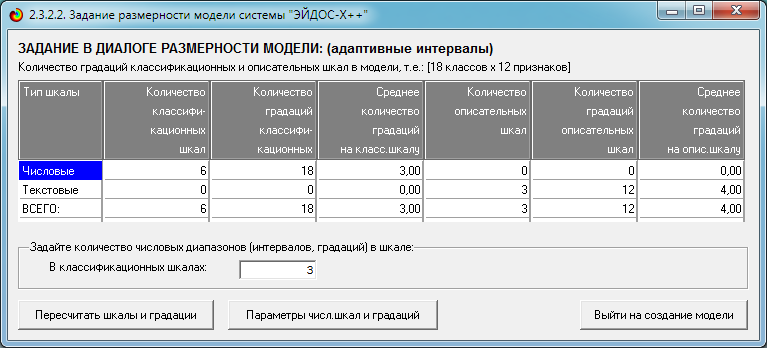 2.3.2.2. Задание размерности модели системы "ЭЙДОС-X++"
ЗАДАНИЕ В ДИАЛОГЕ РАЗМЕРНОСТИ МОДЕЛИ: (адаптивные интервалы)
Количество градаций классификационных и описательных шкал в модели, т.е.: [18 классов x 12 признаков]
Тип шкалы Количество Количество Среднее Количество Количество Среднее
классифи- градаций количество описательных градаций количество
кационных классифи- градаций шкал описательных градаций
шкал кационных на класс.шкалу шкал на опис.шкалу
Числовые 6 18 3,00 0 0 0,00
Текстовые 0 0 0,00 3 12 4,00
ВСЕГО: 6 18 3,00 3 12 4,00
Задайте количество числовых диапазонов (интервалов, градаций) в шкале:
В классификационных шкалах: 3
Пересчитать шкалы и градации Параметры числ.шкал и градаций Выйти на создание модели